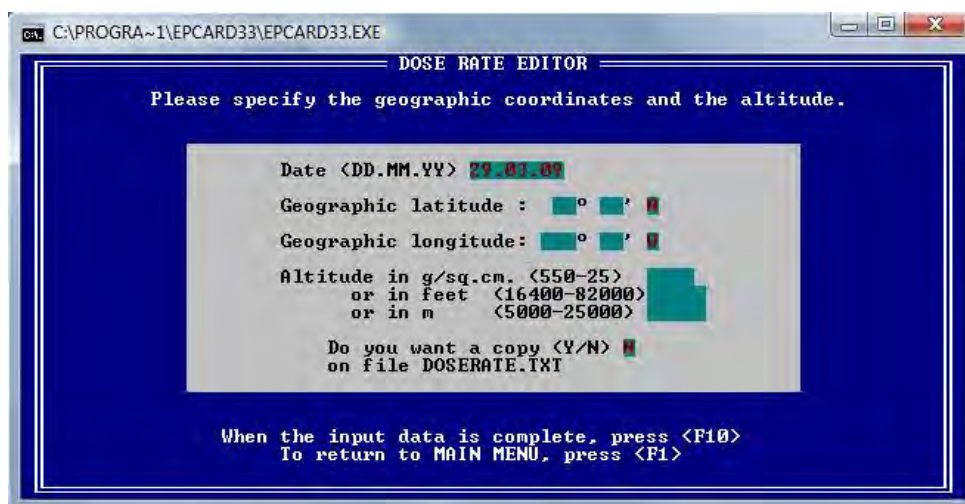 C:\PROGRA~1\EPCARD33\EPCARD33.EXE
DOSE RATE EDITOR
Please specify the geographic coordinates and the altitude.
Date (DD.MM.YY) 29.03.09
Geographic latitude : ° ' N
Geographic longitude: ° ' W
Altitude in g/sq.cm. (550-25)
or in feet (16400-82000)
or in m (5000-25000)
Do you want a copy (Y/N) N
on file DOSERATE.TXT
When the input data is complete, press <F10>
To return to MAIN MENU, press <F1>